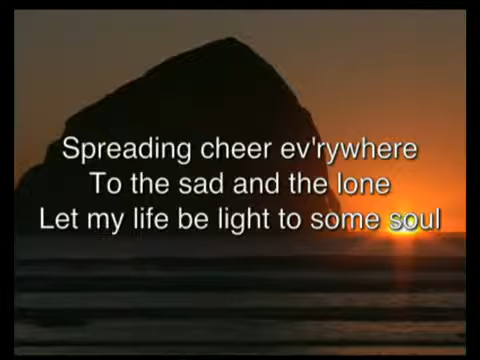 Spreading cheer ev'rywhere
To the sad and the lone
Let my life be light to some soul